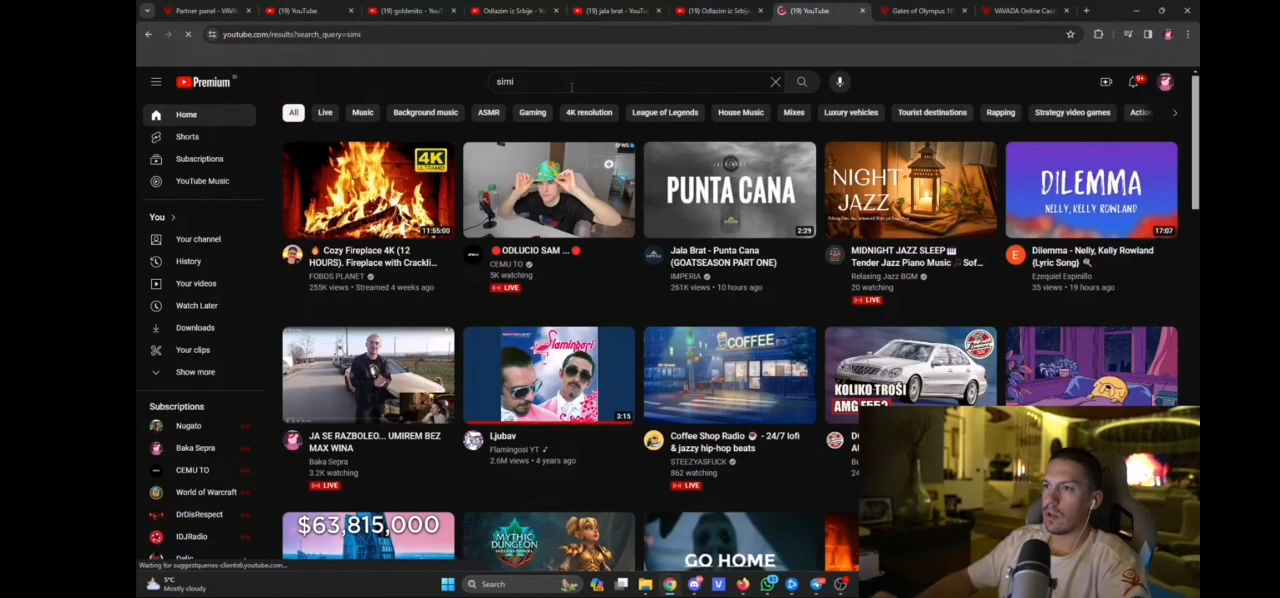 Partner panel - VAVA
(19) YouTube
(19) goldenito - YouT
Odlazim iz Srbije - Yo
(19) jala brat - YouTu
(19) Odlazim iz Srbije
(19) YouTube
Gates of Olympus 10
VAVADA Online Casi
youtube.com/results?search_query=simi
Premium
simi
9+
All
Live
Music
Background music
ASMR
Gaming
4K resolution
League of Legends
House Music
Mixes
Luxury vehicles
Tourist destinations
Rapping
Strategy video games
Action
Home
Shorts
Subscriptions
YouTube Music
You
Your channel
History
Your videos
Watch Later
Downloads
Your clips
Show more
Subscriptions
Nugato
Baka Sepra
CEMU TO
World of Warcraft
DrDisRespect
IDJRadio
4K
ULTRAHD
11:55:00
Cozy Fireplace 4K (12
HOURS). Fireplace with Crackli...
FOBOS PLANET
255K views • Streamed 4 weeks ago
ODLUCIO SAM ...
CEMU TO
5K watching
LIVE
PUNTA CANA
2:29
Jala Brat - Punta Cana
(GOATSEASON PART ONE)
IMPERIA
261K views • 10 hours ago
NIGHT
JAZZ
MIDNIGHT JAZZ SLEEP
Tender Jazz Piano Music Sof...
Relaxing Jazz BGM
20 watching
LIVE
DILEMMA
NELLY, KELLY ROWLAND
17:07
Dilemma - Nelly, Kelly Rowland
(Lyric Song)
Ezequiel Espinillo
35 views • 19 hours ago
JA SE RAZBOLEO... UMIREM BEZ
MAX WINA
Baka Sepra
3.2K watching
LIVE
Flamingosi
3:15
Ljubav
Flamingosi YT
2.6M views • 4 years ago
COFFEE
Coffee Shop Radio - 24/7 lofi
& jazzy hip-hop beats
STEEZYASFUCK
862 watching
LIVE
KOLIKO TROŠI
AMG E55?
$63,815,000
MYTHIC
DUNGEON
GO HOME
Waiting for suggestqueries-clients6.youtube.com...
5°C
Mostly cloudy
Search